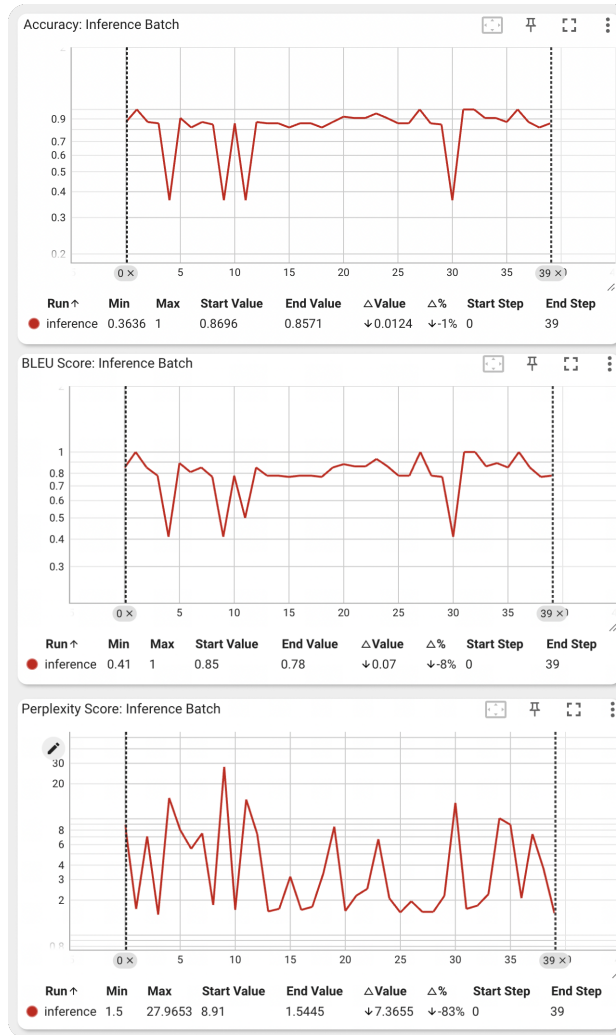 Accuracy: Inference Batch
0.9
0.7
0.6
0.5
0.4
0.3
0.2
0 × 5 10 15 20 25 30 35 39 ×
Run↑ Min Max Start Value End Value △Value △% Start Step End Step
inference 0.3636 1 0.8696 0.8571 ↓0.0124 ↓-1% 0 39
BLEU Score: Inference Batch
1
0.8
0.7
0.6
0.5
0.4
0.3
0 × 5 10 15 20 25 30 35 39 ×
Run↑ Min Max Start Value End Value △Value △% Start Step End Step
inference 0.41 1 0.85 0.78 ↓0.07 ↓-8% 0 39
Perplexity Score: Inference Batch
30
20
8
6
4
3
2
0.8
0 × 5 10 15 20 25 30 35 39 ×
Run↑ Min Max Start Value End Value △Value △% Start Step End Step
inference 1.5 27.9653 8.91 1.5445 ↓7.3655 ↓-83% 0 39